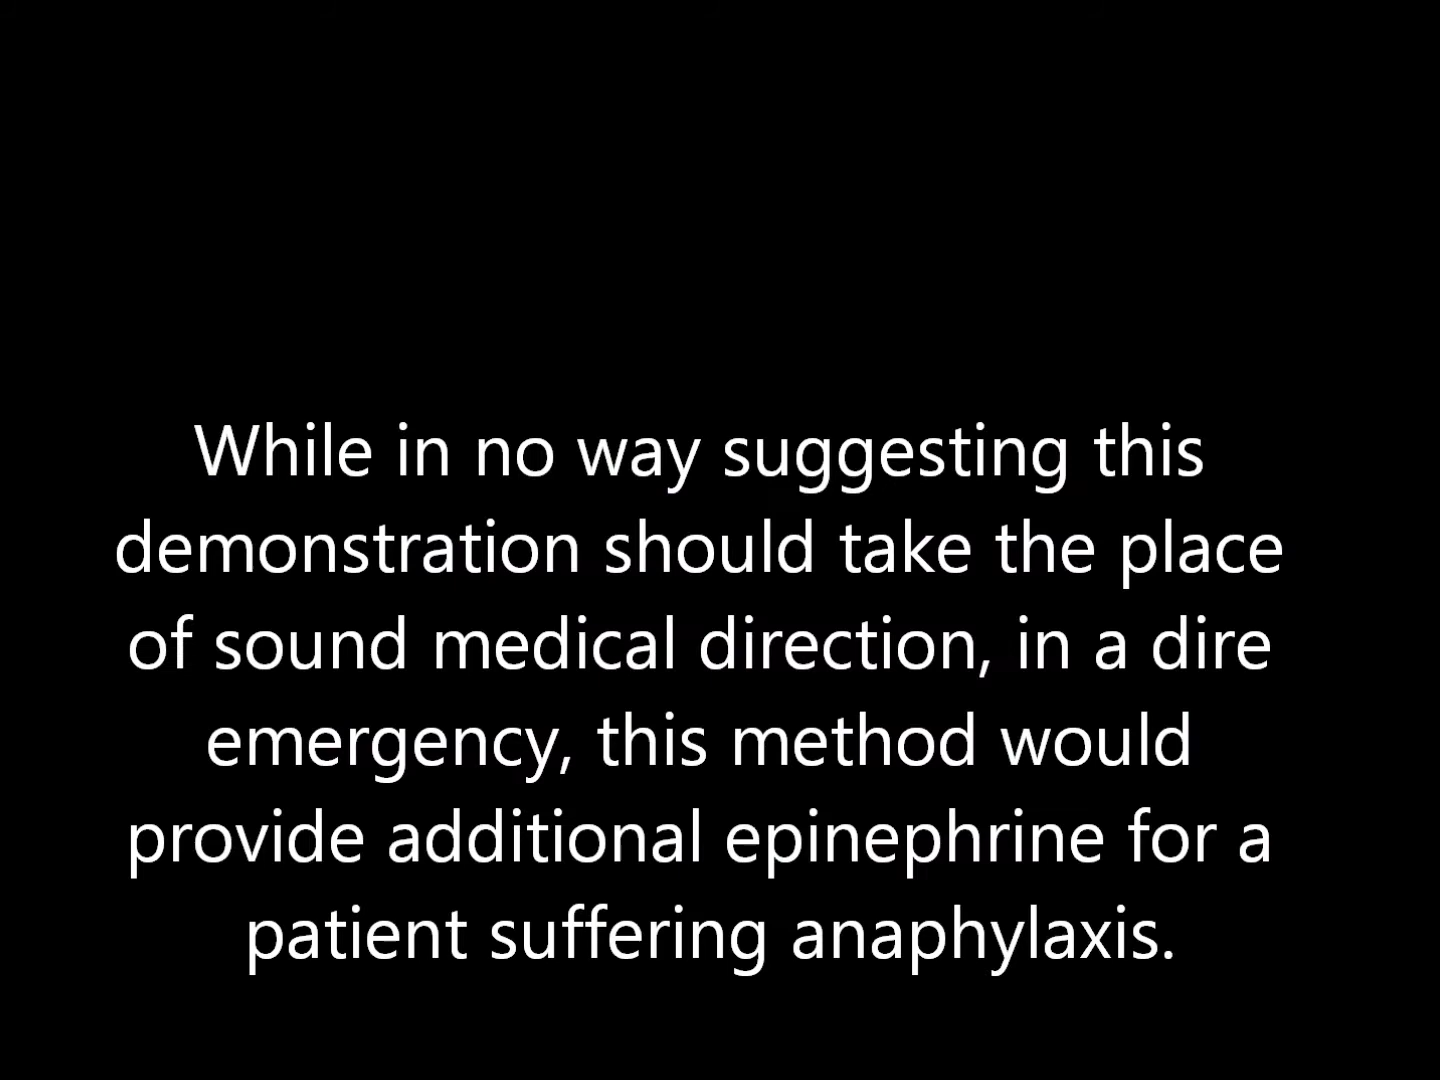 While in no way suggesting this
demonstration should take the place
of sound medical direction, in a dire
emergency, this method would
provide additional epinephrine for a
patient suffering anaphylaxis.